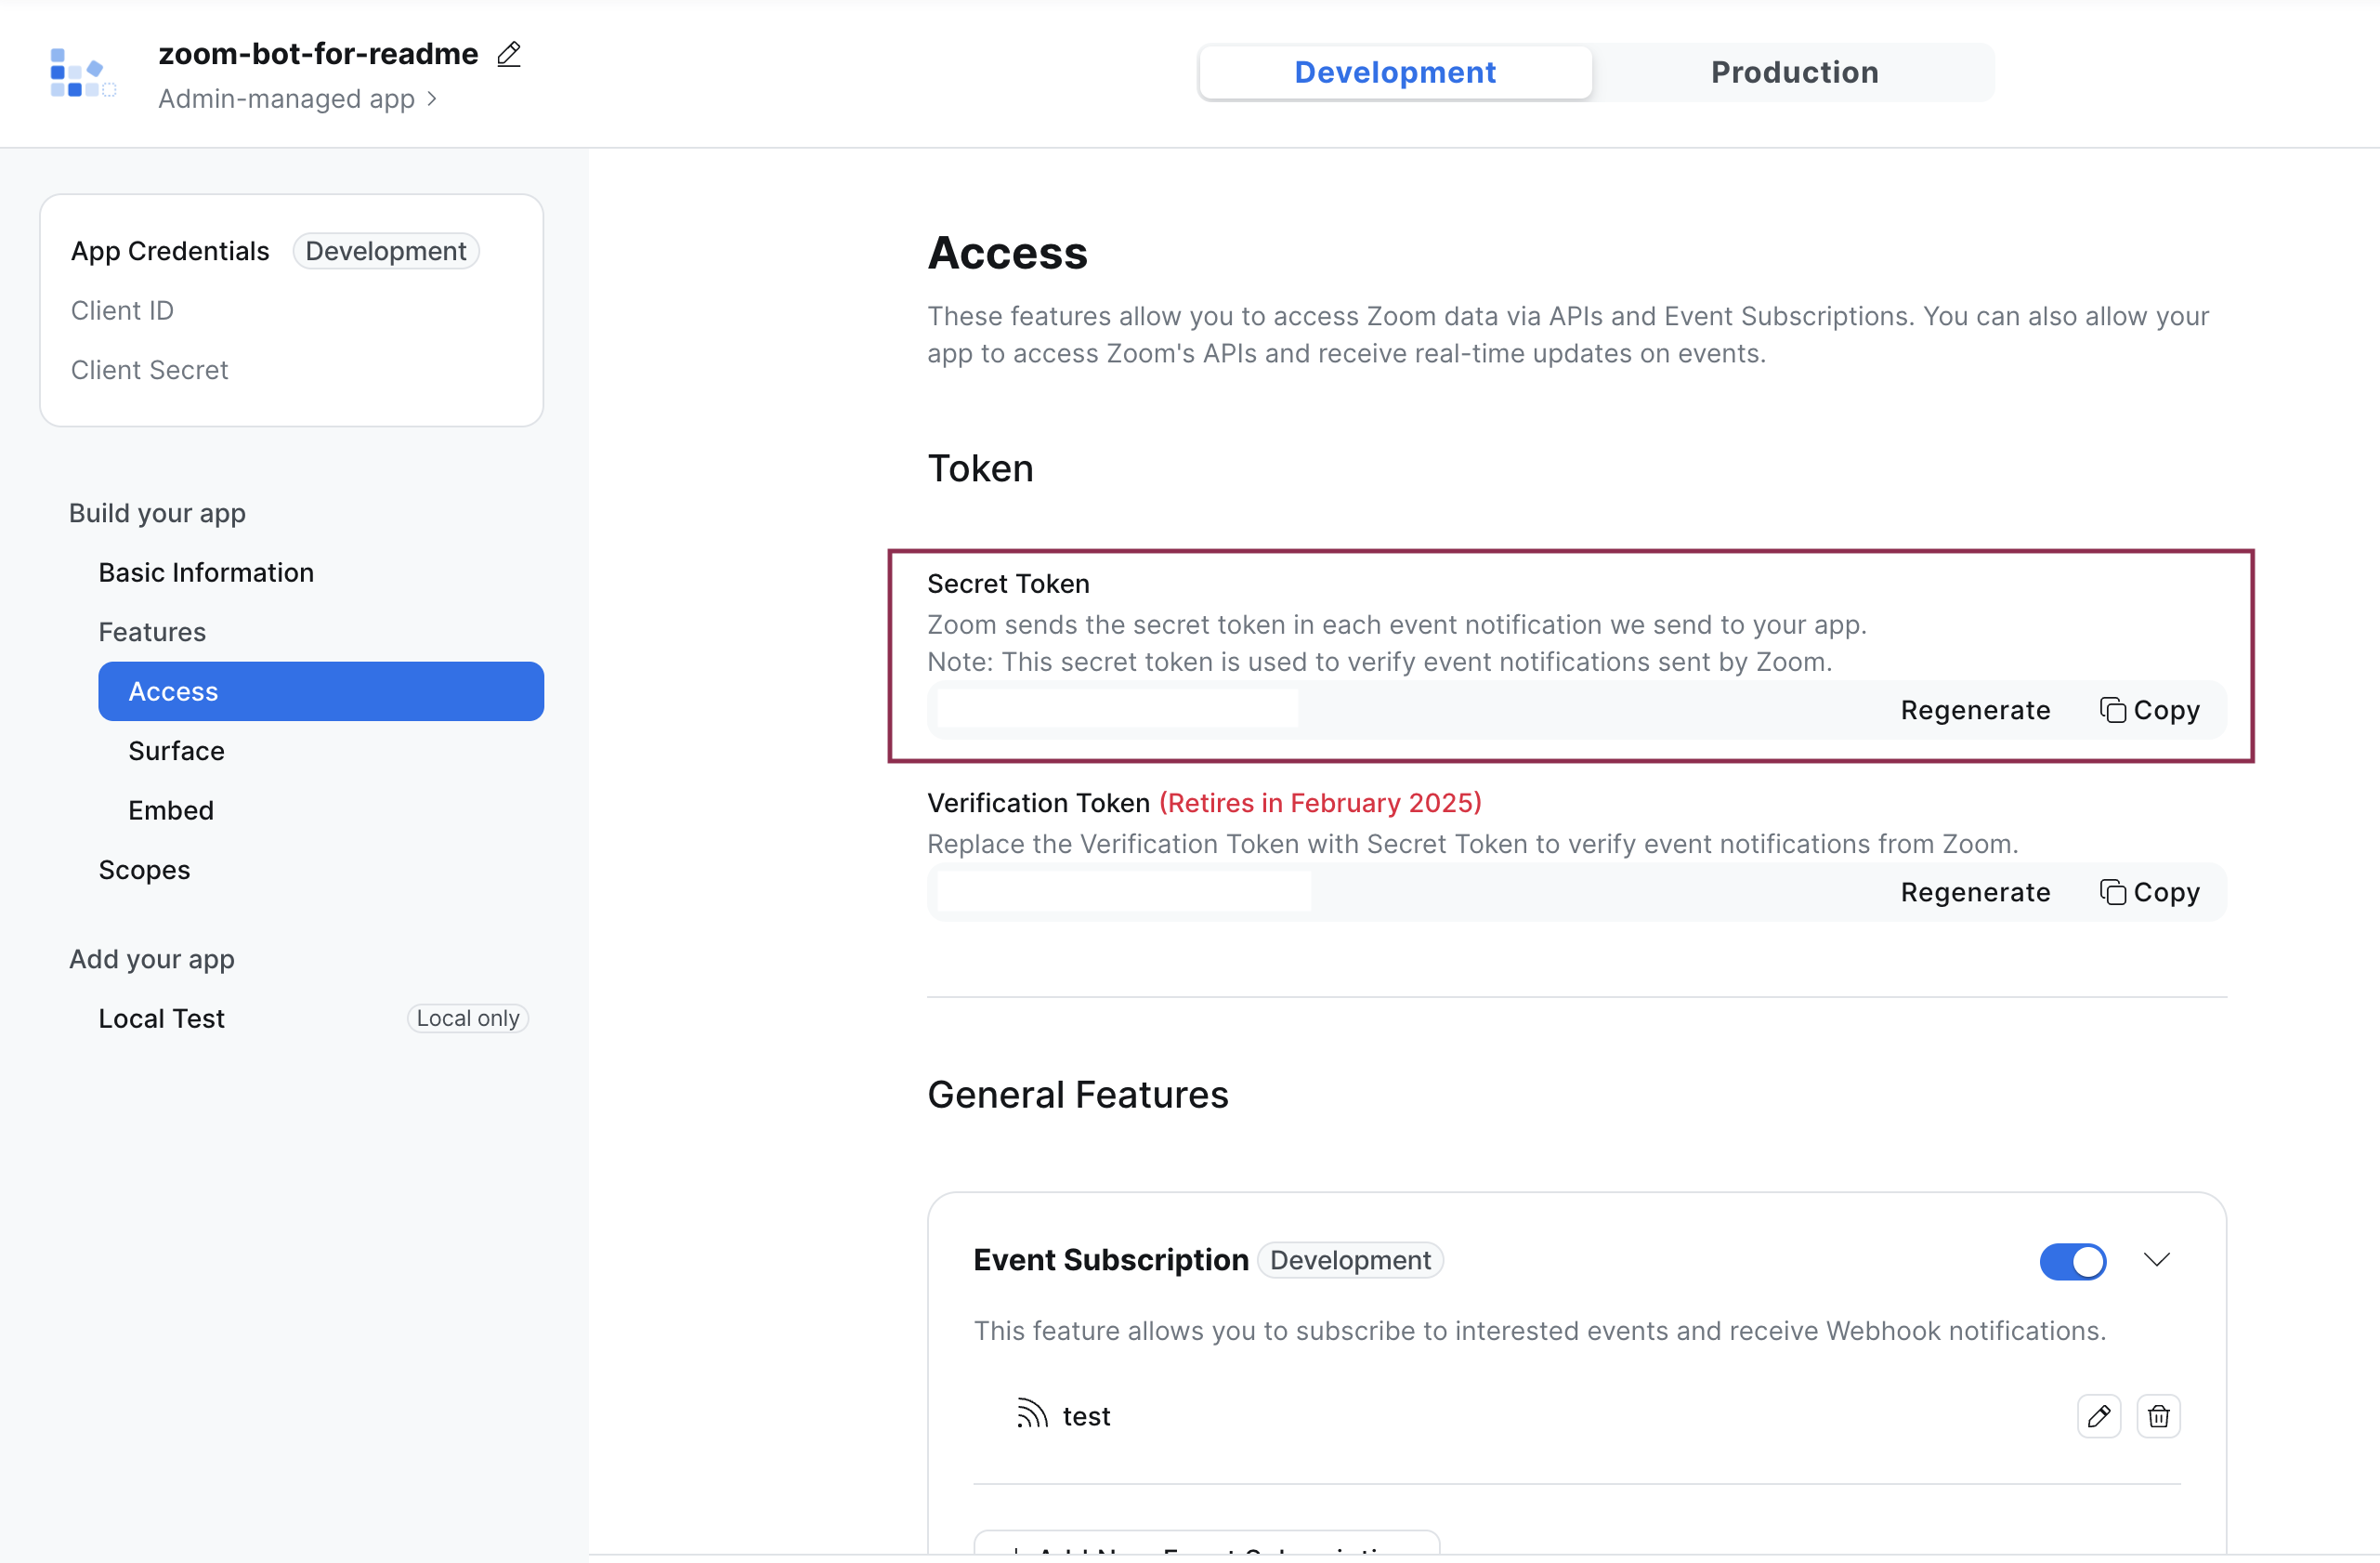 zoom-bot-for-readme
Admin-managed app
Development
Production
App Credentials Development
Client ID
Client Secret
Build your app
Basic Information
Features
Access
Surface
Embed
Scopes
Add your app
Local Test Local only
Access
These features allow you to access Zoom data via APIs and Event Subscriptions. You can also allow your
app to access Zoom's APIs and receive real-time updates on events.
Token
Secret Token
Zoom sends the secret token in each event notification we send to your app.
Note: This secret token is used to verify event notifications sent by Zoom.
Regenerate Copy
Verification Token (Retires in February 2025)
Replace the Verification Token with Secret Token to verify event notifications from Zoom.
Regenerate Copy
General Features
Event Subscription Development
This feature allows you to subscribe to interested events and receive Webhook notifications.
test